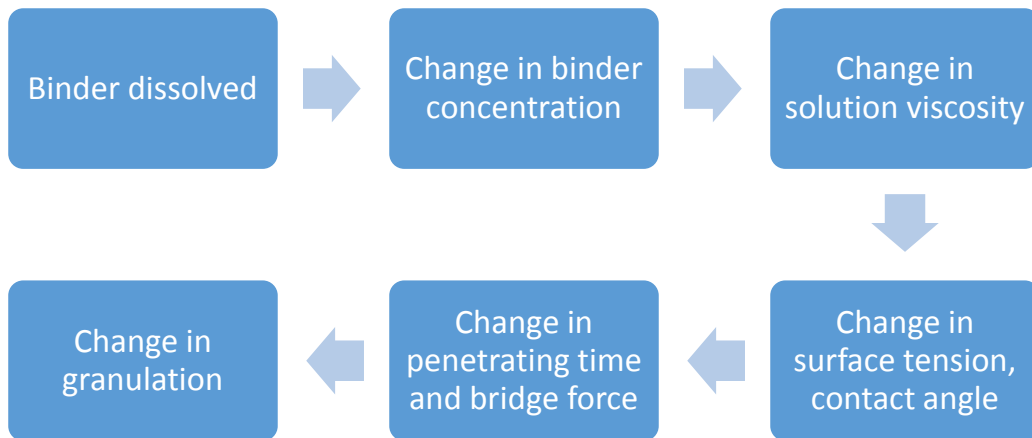 Binder dissolved
Change in binder
concentration
Change in
solution viscosity
Change in
surface tension,
contact angle
Change in
penetrating time
and bridge force
Change in
granulation